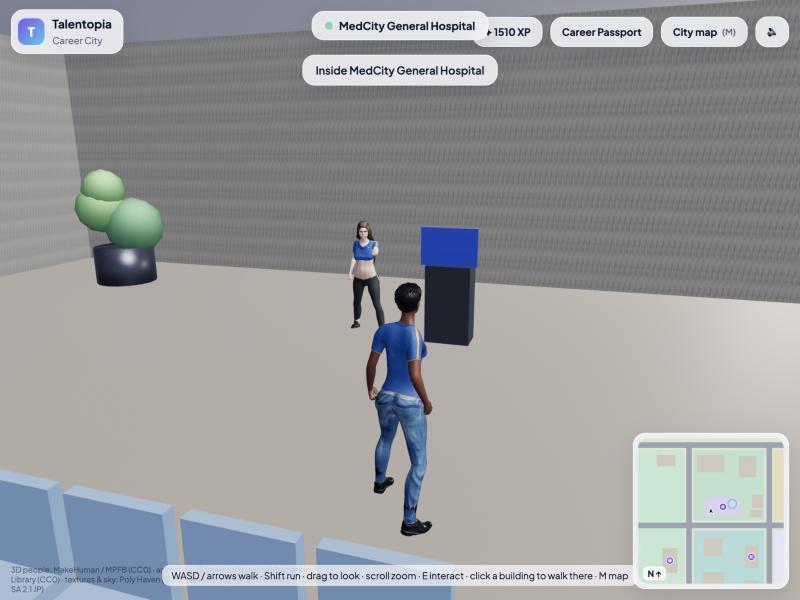 T
Talentopia
Career City
MedCity General Hospital
1510 XP
Career Passport
City map (M)
Inside MedCity General Hospital
3D people: MakeHuman / MPFB (CC0) ·
Library (CC0) · textures & sky: Poly Haven
SA 2.1 JP)
WASD / arrows walk · Shift run · drag to look · scroll zoom · E interact · click a building to walk there · M map
N↑